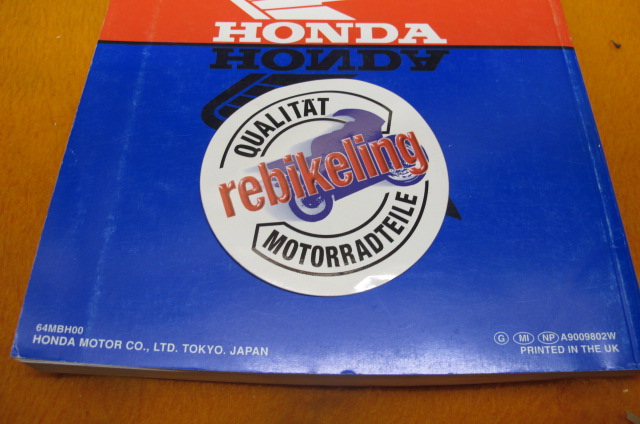 HONDA
HONDA
QUALITÄT
rebikeling
MOTORRADTEILE
64MBH00
HONDA MOTOR CO., LTD. TOKYO. JAPAN
G MI NP A9009802W
PRINTED IN THE UK